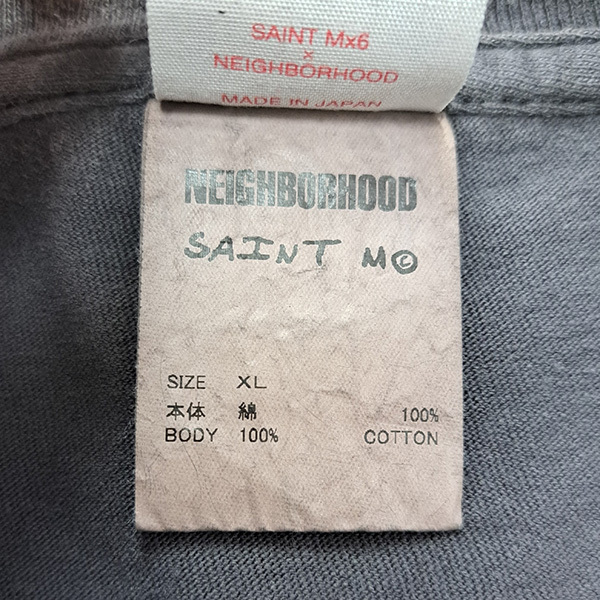 SAINT Mx6
×
NEIGHBORHOOD
MADE IN JAPAN
NEIGHBORHOOD
SAINT M©
SIZE XL
本体 綿 100%
BODY 100% COTTON